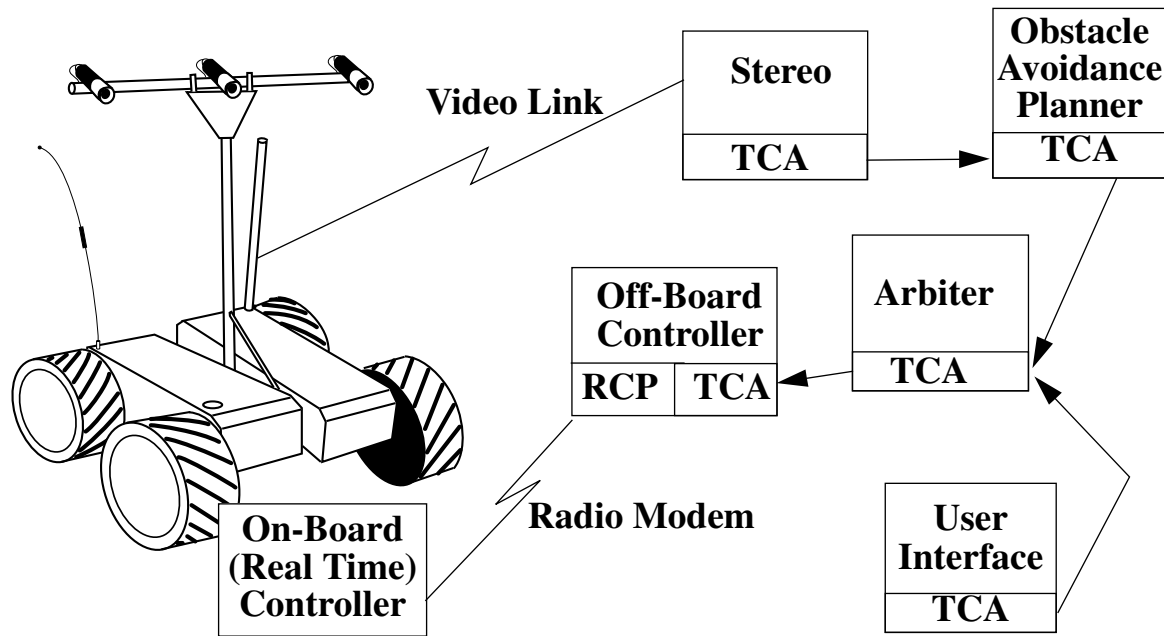 Video Link
Stereo
TCA
Obstacle
Avoidance
Planner
TCA
Off-Board
Controller
RCP TCA
Arbiter
TCA
Radio Modem
On-Board
(Real Time)
Controller
User
Interface
TCA